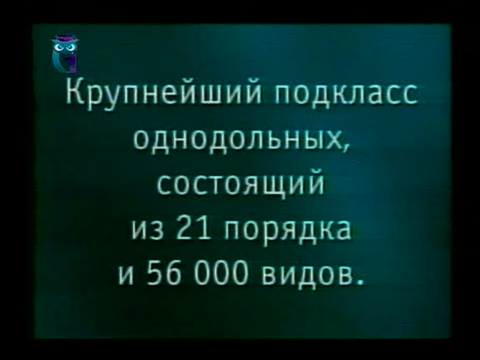 Крупнейший подкласс
однодольных,
состоящий
из 21 порядка
и 56 000 видов.